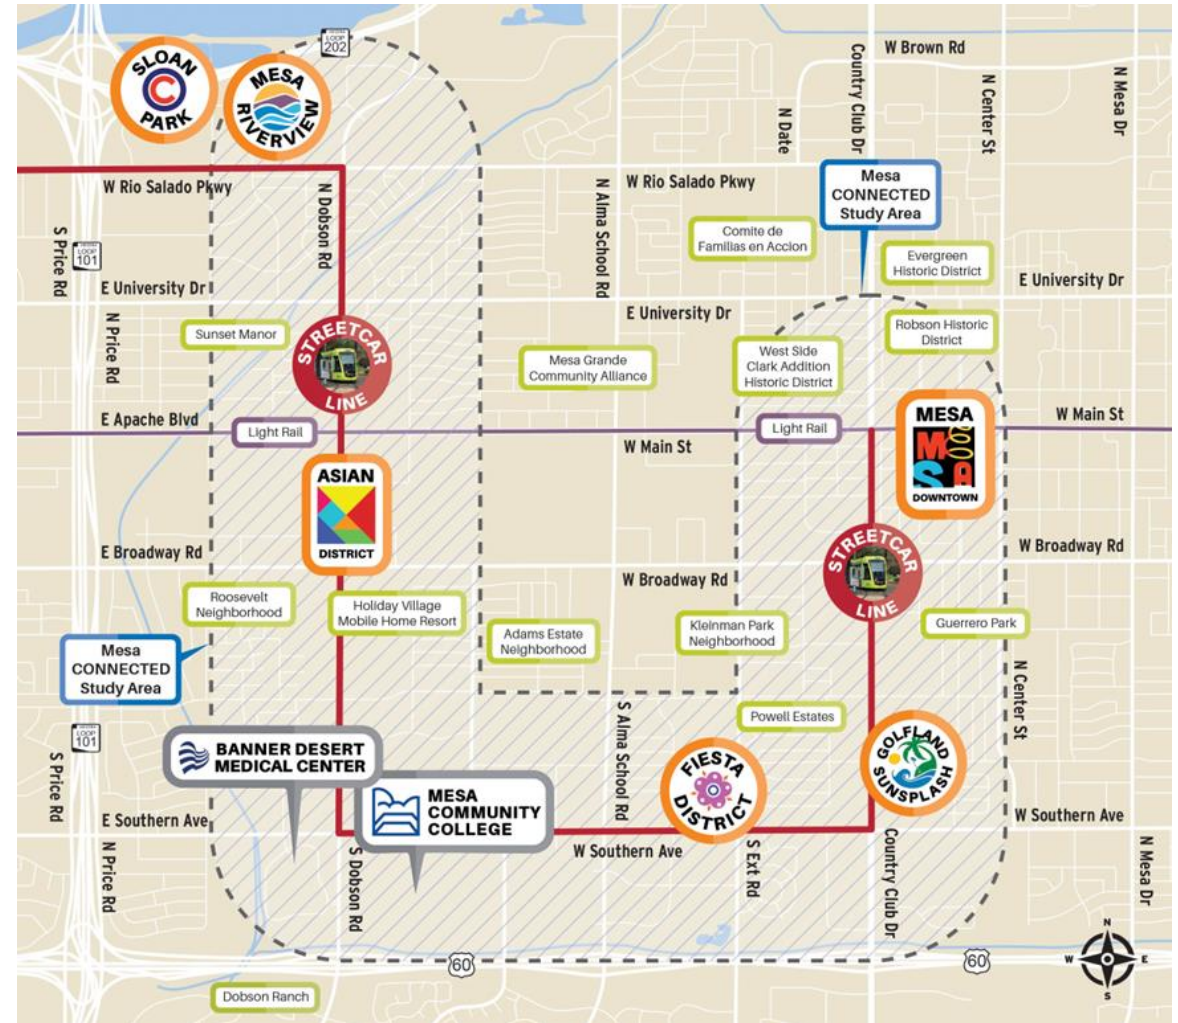 LOOP
202
SLOAN
C
PARK
MESA
RIVERVIEW
W Brown Rd
Country Club Dr
N Center St
N Mesa Dr
N Date
W Rio Salado Pkwy
N Dobson Rd
N Alma School Rd
W Rio Salado Pkwy
Mesa
CONNECTED
Study Area
Comite de
Familias en Accion
Evergreen
Historic District
S Price Rd
LOOP
101
E University Dr
E University Dr
E University Dr
N Price Rd
Sunset Manor
STREETCAR
LINE
Mesa Grande
Community Alliance
West Side
Clark Addition
Historic District
Robson Historic
District
E Apache Blvd
Light Rail
W Main St
Light Rail
MESA
MESA
DOWNTOWN
W Main St
ASIAN
DISTRICT
E Broadway Rd
W Broadway Rd
W Broadway Rd
STREETCAR
LINE
Roosevelt
Neighborhood
Holiday Village
Mobile Home Resort
Adams Estate
Neighborhood
Kleinman Park
Neighborhood
Guerrero Park
Mesa
CONNECTED
Study Area
N Center St
S Alma School Rd
Powell Estates
LOOP
101
S Price Rd
BANNER DESERT
MEDICAL CENTER
MESA
COMMUNITY
COLLEGE
FIESTA
DISTRICT
GOLFLAND
SUNSPLASH
E Southern Ave
W Southern Ave
W Southern Ave
N Price Rd
S Dobson Rd
S Ext Rd
Country Club Dr
N Mesa Dr
60
60
N
W
E
S
Dobson Ranch